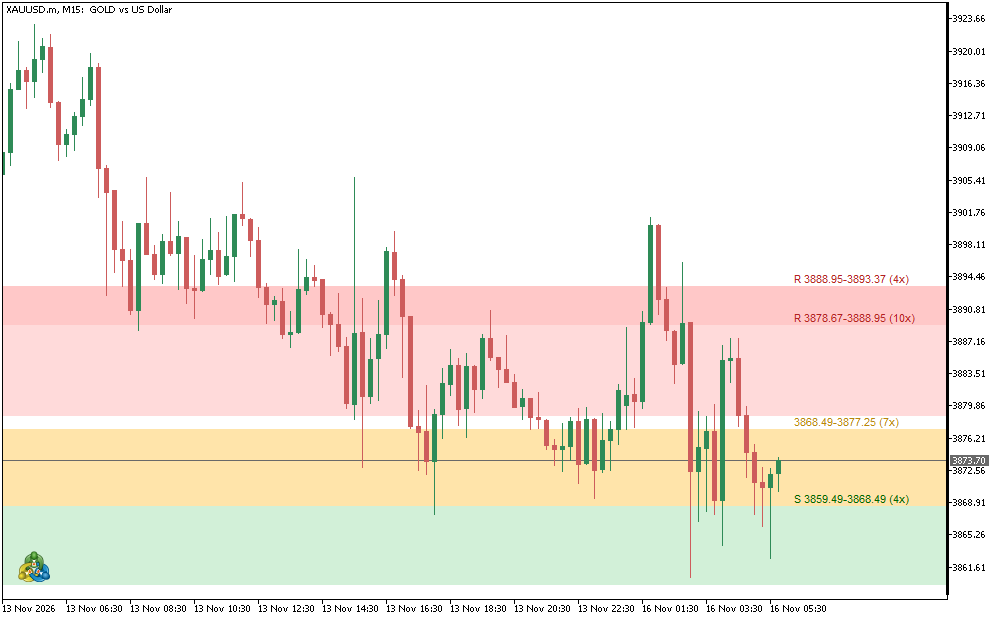 XAUUSD.m, M15: GOLD vs US Dollar
3923.66
3920.01
3916.36
3912.71
3909.06
3905.41
3901.76
3898.11
3894.46
3890.81
3887.16
3883.51
3879.86
3876.21
3873.70
3872.56
3868.91
3865.26
3861.61
R 3888.95-3893.37 (4x)
R 3878.67-3888.95 (10x)
3868.49-3877.25 (7x)
S 3859.49-3868.49 (4x)
13 Nov 2026
13 Nov 06:30
13 Nov 08:30
13 Nov 10:30
13 Nov 12:30
13 Nov 14:30
13 Nov 16:30
13 Nov 18:30
13 Nov 20:30
13 Nov 22:30
16 Nov 01:30
16 Nov 03:30
16 Nov 05:30